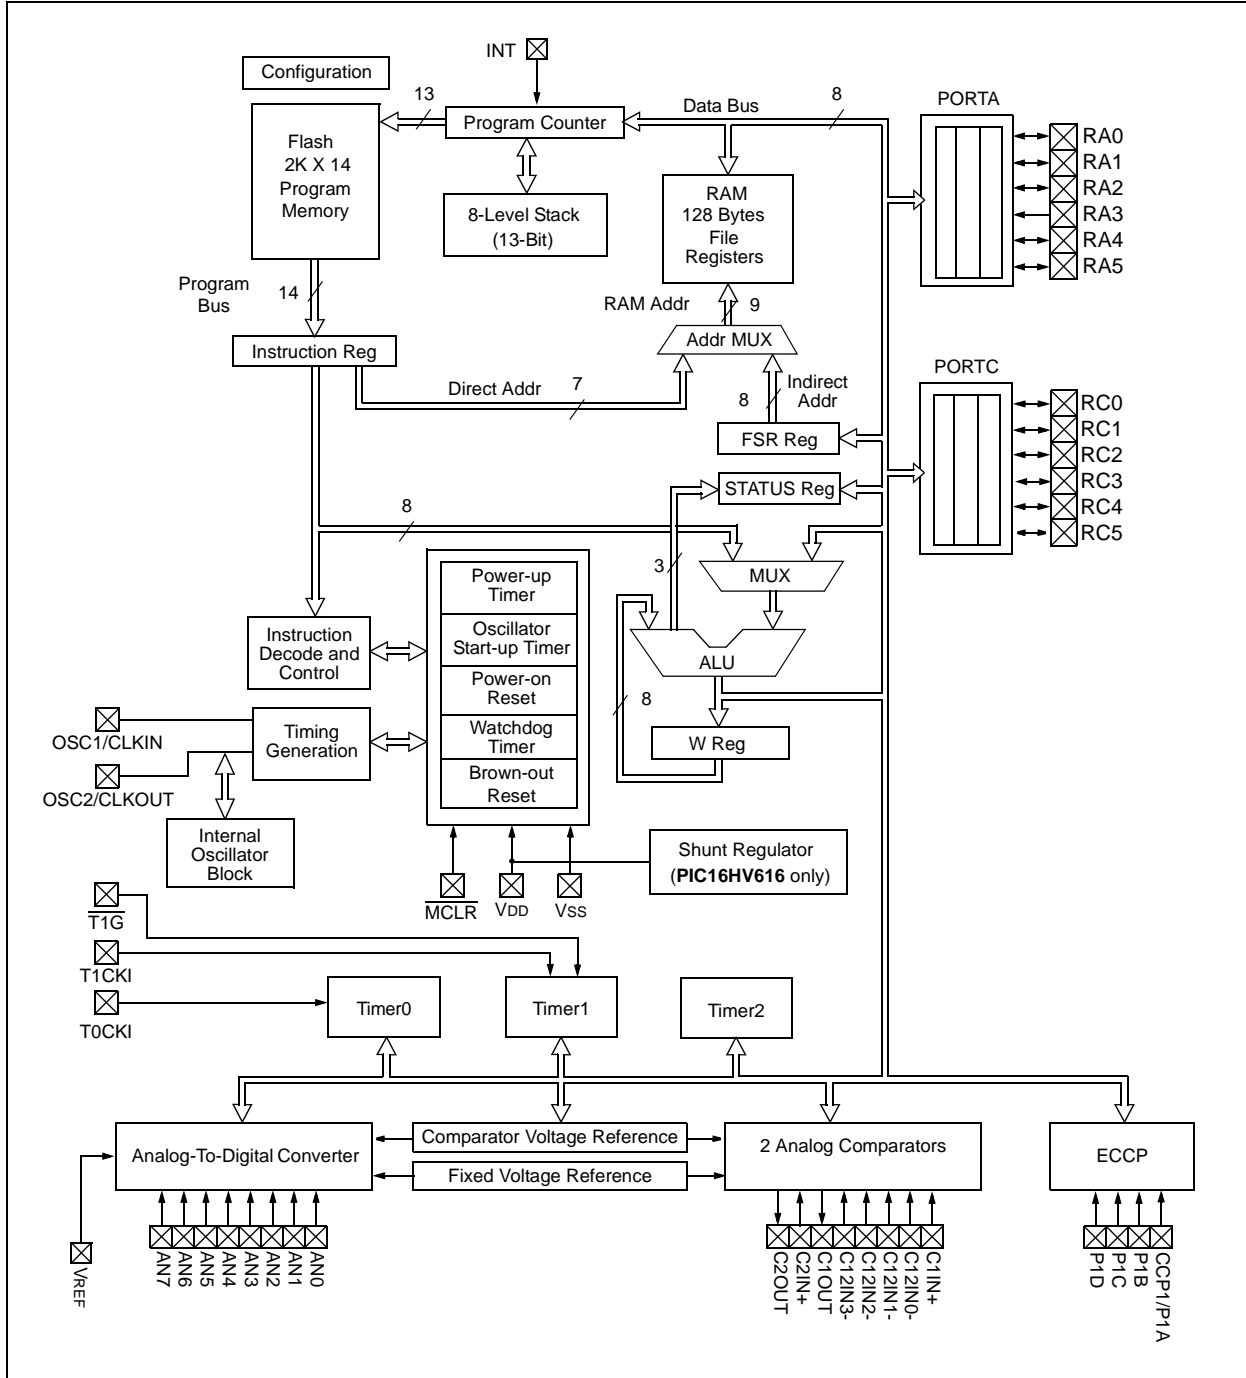 INT
Configuration
13
Program Counter
Data Bus
8
PORTA
Flash
2K X 14
Program
Memory
8-Level Stack
(13-Bit)
RAM
128 Bytes
File
Registers
RA0
RA1
RA2
RA3
RA4
RA5
Program
Bus
14
RAM Addr
9
Addr MUX
Instruction Reg
Direct Addr
7
8
Indirect
Addr
FSR Reg
STATUS Reg
PORTC
RC0
RC1
RC2
RC3
RC4
RC5
8
3
MUX
Power-up
Timer
Oscillator
Start-up Timer
Power-on
Reset
Watchdog
Timer
Brown-out
Reset
Instruction
Decode and
Control
ALU
8
W Reg
OSC1/CLKIN
Timing
Generation
OSC2/CLKOUT
Internal
Oscillator
Block
Shunt Regulator
(PIC16HV616 only)
MCLR
VDD
VSS
T1G
T1CKI
T0CKI
Timer0
Timer1
Timer2
Analog-To-Digital Converter
Comparator Voltage Reference
Fixed Voltage Reference
2 Analog Comparators
ECCP
VREF
AN7
AN6
AN5
AN4
AN3
AN2
AN1
AN0
C2OUT
C2IN+
C1OUT
C12IN3-
C12IN2-
C12IN1-
C12IN0-
C1IN+
P1D
P1C
P1B
CCP1/P1A